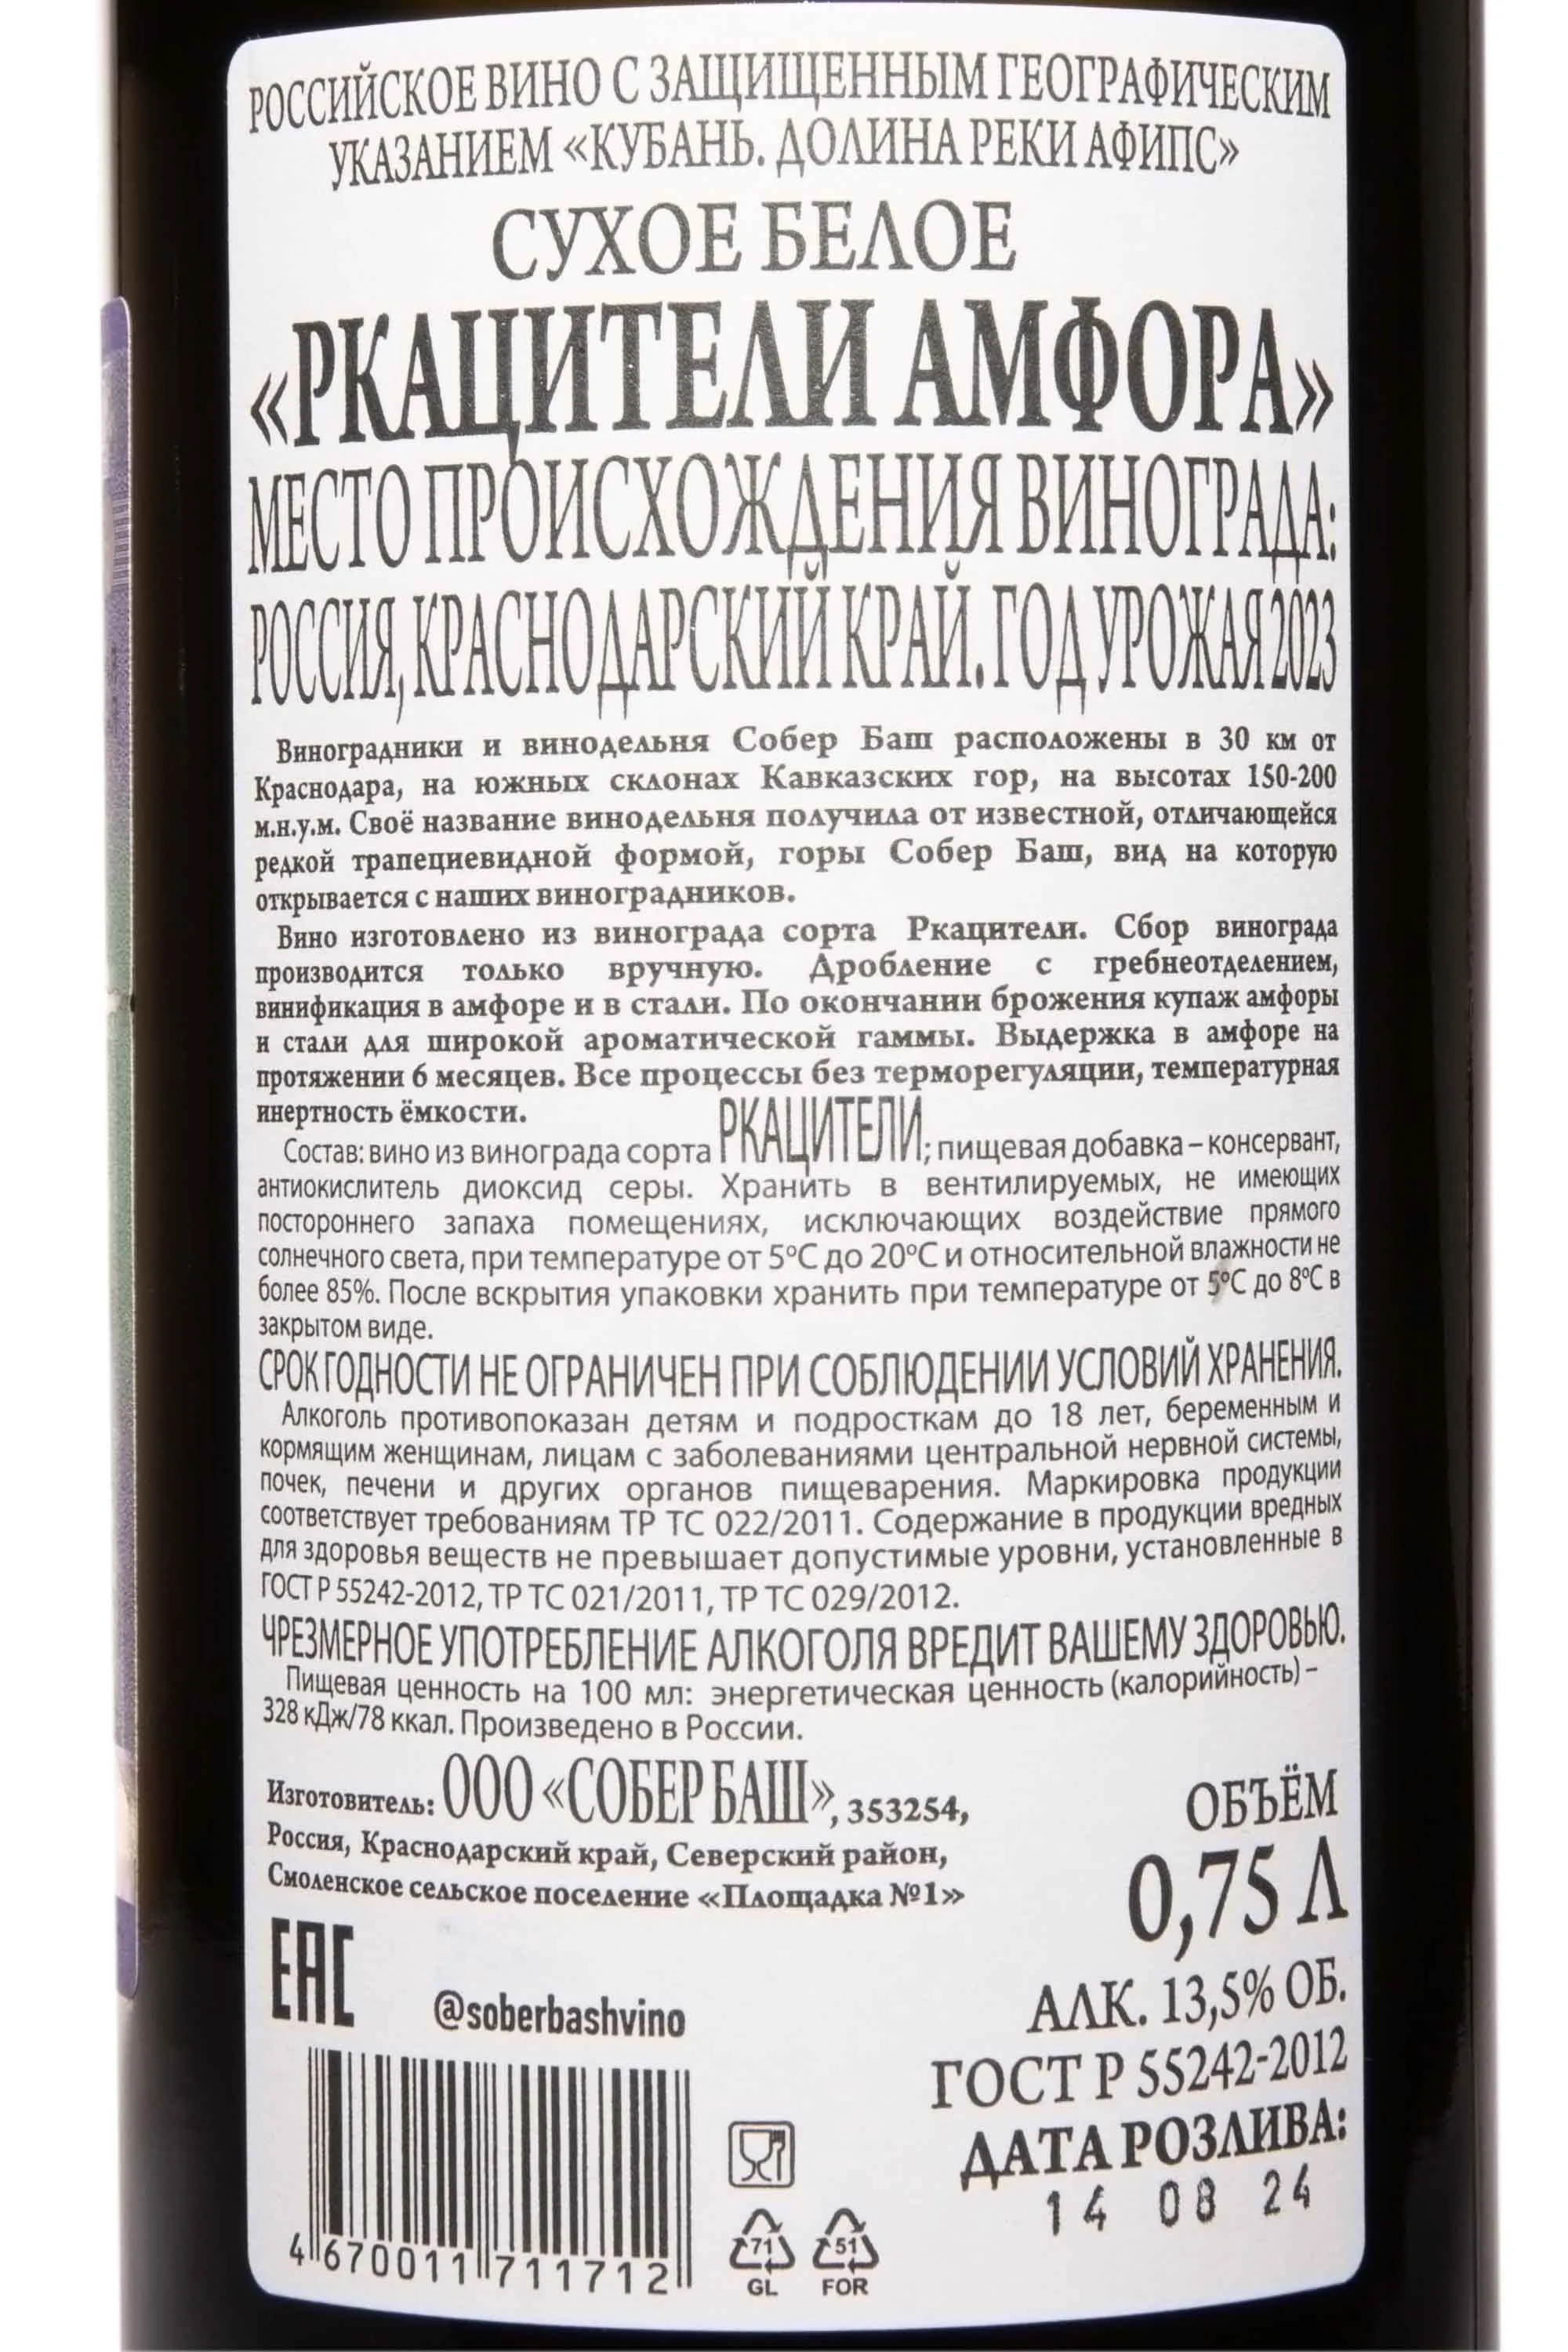 РОССИЙСКОЕ ВИНО С ЗАЩИЩЕННЫМ ГЕОГРАФИЧЕСКИМ
УКАЗАНИЕМ «КУБАНЬ. ДОЛИНА РЕКИ АФИПС»
СУХОЕ БЕЛОЕ
«РКАЦИТЕЛИ АМФОРА»
МЕСТО ПРОИСХОЖДЕНИЯ ВИНОГРАДА:
РОССИЯ, КРАСНОДАРСКИЙ КРАЙ. ГОД УРОЖАЯ 2023
Виноградники и винодельня Собер Баш расположены в 30 км от
Краснодара, на южных склонах Кавказских гор, на высотах 150-200
м.н.у.м. Своё название винодельня получила от известной, отличающейся
редкой трапециевидной формой, горы Собер Баш, вид на которую
открывается с наших виноградников.
Вино изготовлено из винограда сорта Ркацители. Сбор винограда
производится только вручную. Дробление с гребнеотделением,
винификация в амфоре и в стали. По окончании брожения купаж амфоры
и стали для широкой ароматической гаммы. Выдержка в амфоре на
протяжении 6 месяцев. Все процессы без терморегуляции, температурная
инертность ёмкости.
Состав: вино из винограда сорта РКАЦИТЕЛИ; пищевая добавка – консервант,
антиокислитель диоксид серы. Хранить в вентилируемых, не имеющих
постороннего запаха помещениях, исключающих воздействие прямого
солнечного света, при температуре от 5°С до 20°С и относительной влажности не
более 85%. После вскрытия упаковки хранить при температуре от 5°С до 8°С в
закрытом виде.
СРОК ГОДНОСТИ НЕ ОГРАНИЧЕН ПРИ СОБЛЮДЕНИИ УСЛОВИЙ ХРАНЕНИЯ.
Алкоголь противопоказан детям и подросткам до 18 лет, беременным и
кормящим женщинам, лицам с заболеваниями центральной нервной системы,
почек, печени и других органов пищеварения. Маркировка продукции
соответствует требованиям ТР ТС 022/2011. Содержание в продукции вредных
для здоровья веществ не превышает допустимые уровни, установленные в
ГОСТ Р 55242-2012, ТР ТС 021/2011, ТР ТС 029/2012.
ЧРЕЗМЕРНОЕ УПОТРЕБЛЕНИЕ АЛКОГОЛЯ ВРЕДИТ ВАШЕМУ ЗДОРОВЬЮ.
Пищевая ценность на 100 мл: энергетическая ценность (калорийность) –
328 кДж/78 ккал. Произведено в России.
Изготовитель: ООО «СОБЕР БАШ», 353254,
Россия, Краснодарский край, Северский район,
Смоленское сельское поселение «Площадка №1»
ОБЪЁМ
0,75 Л
АЛК. 13,5% ОБ.
ГОСТ Р 55242-2012
ДАТА РОЗЛИВА:
14 08 24
ЕАС
@soberbashvino
4 670011 711712
71
GL
51
FOR